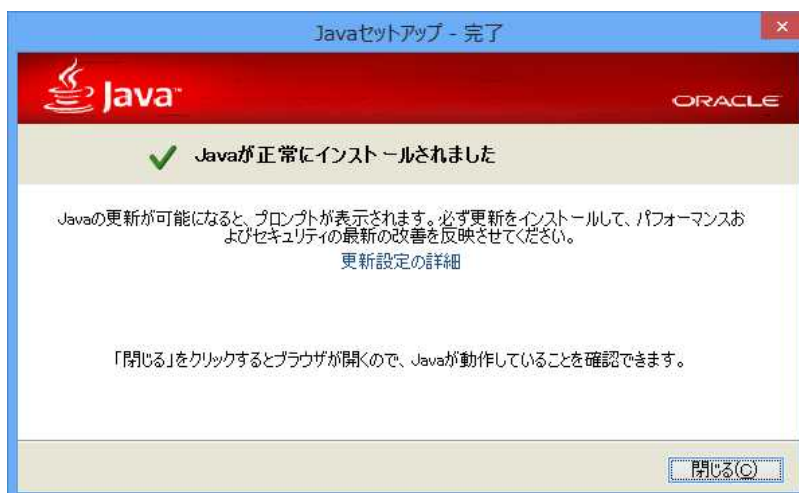 Javaセットアップ - 完了
Java™
ORACLE
Javaが正常にインストールされました
Javaの更新が可能になると、プロンプトが表示されます。必ず更新をインストールして、パフォーマンスお
よびセキュリティの最新の改善を反映させてください。
更新設定の詳細
「閉じる」をクリックするとブラウザが開くので、Javaが動作していることを確認できます。
閉じる(C)